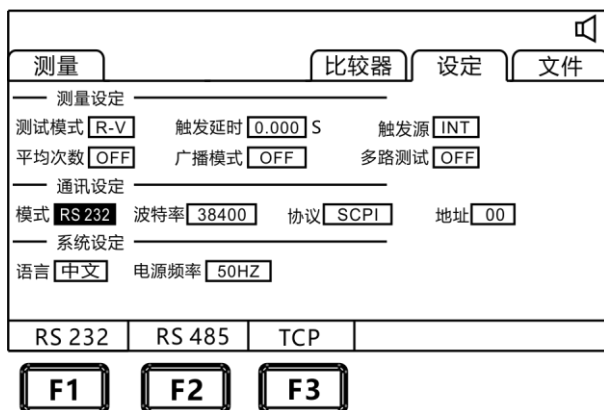 测量 比较器 设定 文件
测量设定
测试模式 R-V 触发延时 0.000 S 触发源 INT
平均次数 OFF 广播模式 OFF 多路测试 OFF
通讯设定
模式 RS 232 波特率 38400 协议 SCPI 地址 00
系统设定
语言 中文 电源频率 50HZ
RS 232 RS 485 TCP
F1 F2 F3